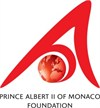 PRINCE ALBERT II OF MONACO
FOUNDATION